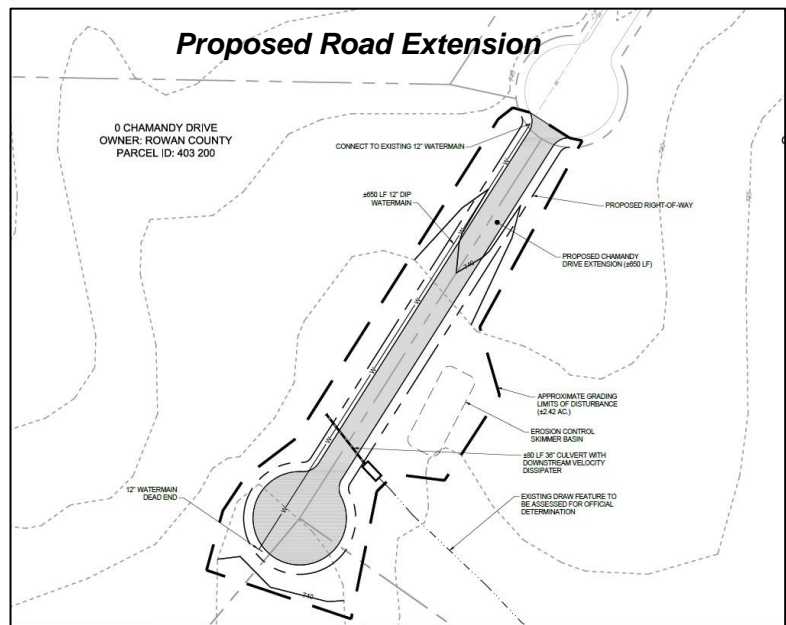 Proposed Road Extension
0 CHAMANDY DRIVE
OWNER: ROWAN COUNTY
PARCEL ID: 403 200
CONNECT TO EXISTING 12" WATERMAIN
±650 LF 12" DIP
WATERMAIN
PROPOSED RIGHT-OF-WAY
PROPOSED CHAMANDY
DRIVE EXTENSION (±650 LF)
740
APPROXIMATE GRADING
LIMITS OF DISTURBANCE
(±2.42 AC.)
EROSION CONTROL
SKIMMER BASIN
±80 LF 36" CULVERT WITH
DOWNSTREAM VELOCITY
DISSIPATER
12" WATERMAIN
DEAD END
EXISTING DRAW FEATURE TO
BE ASSESSED FOR OFFICIAL
DETERMINATION
W
W
W
W
W
W
W
740